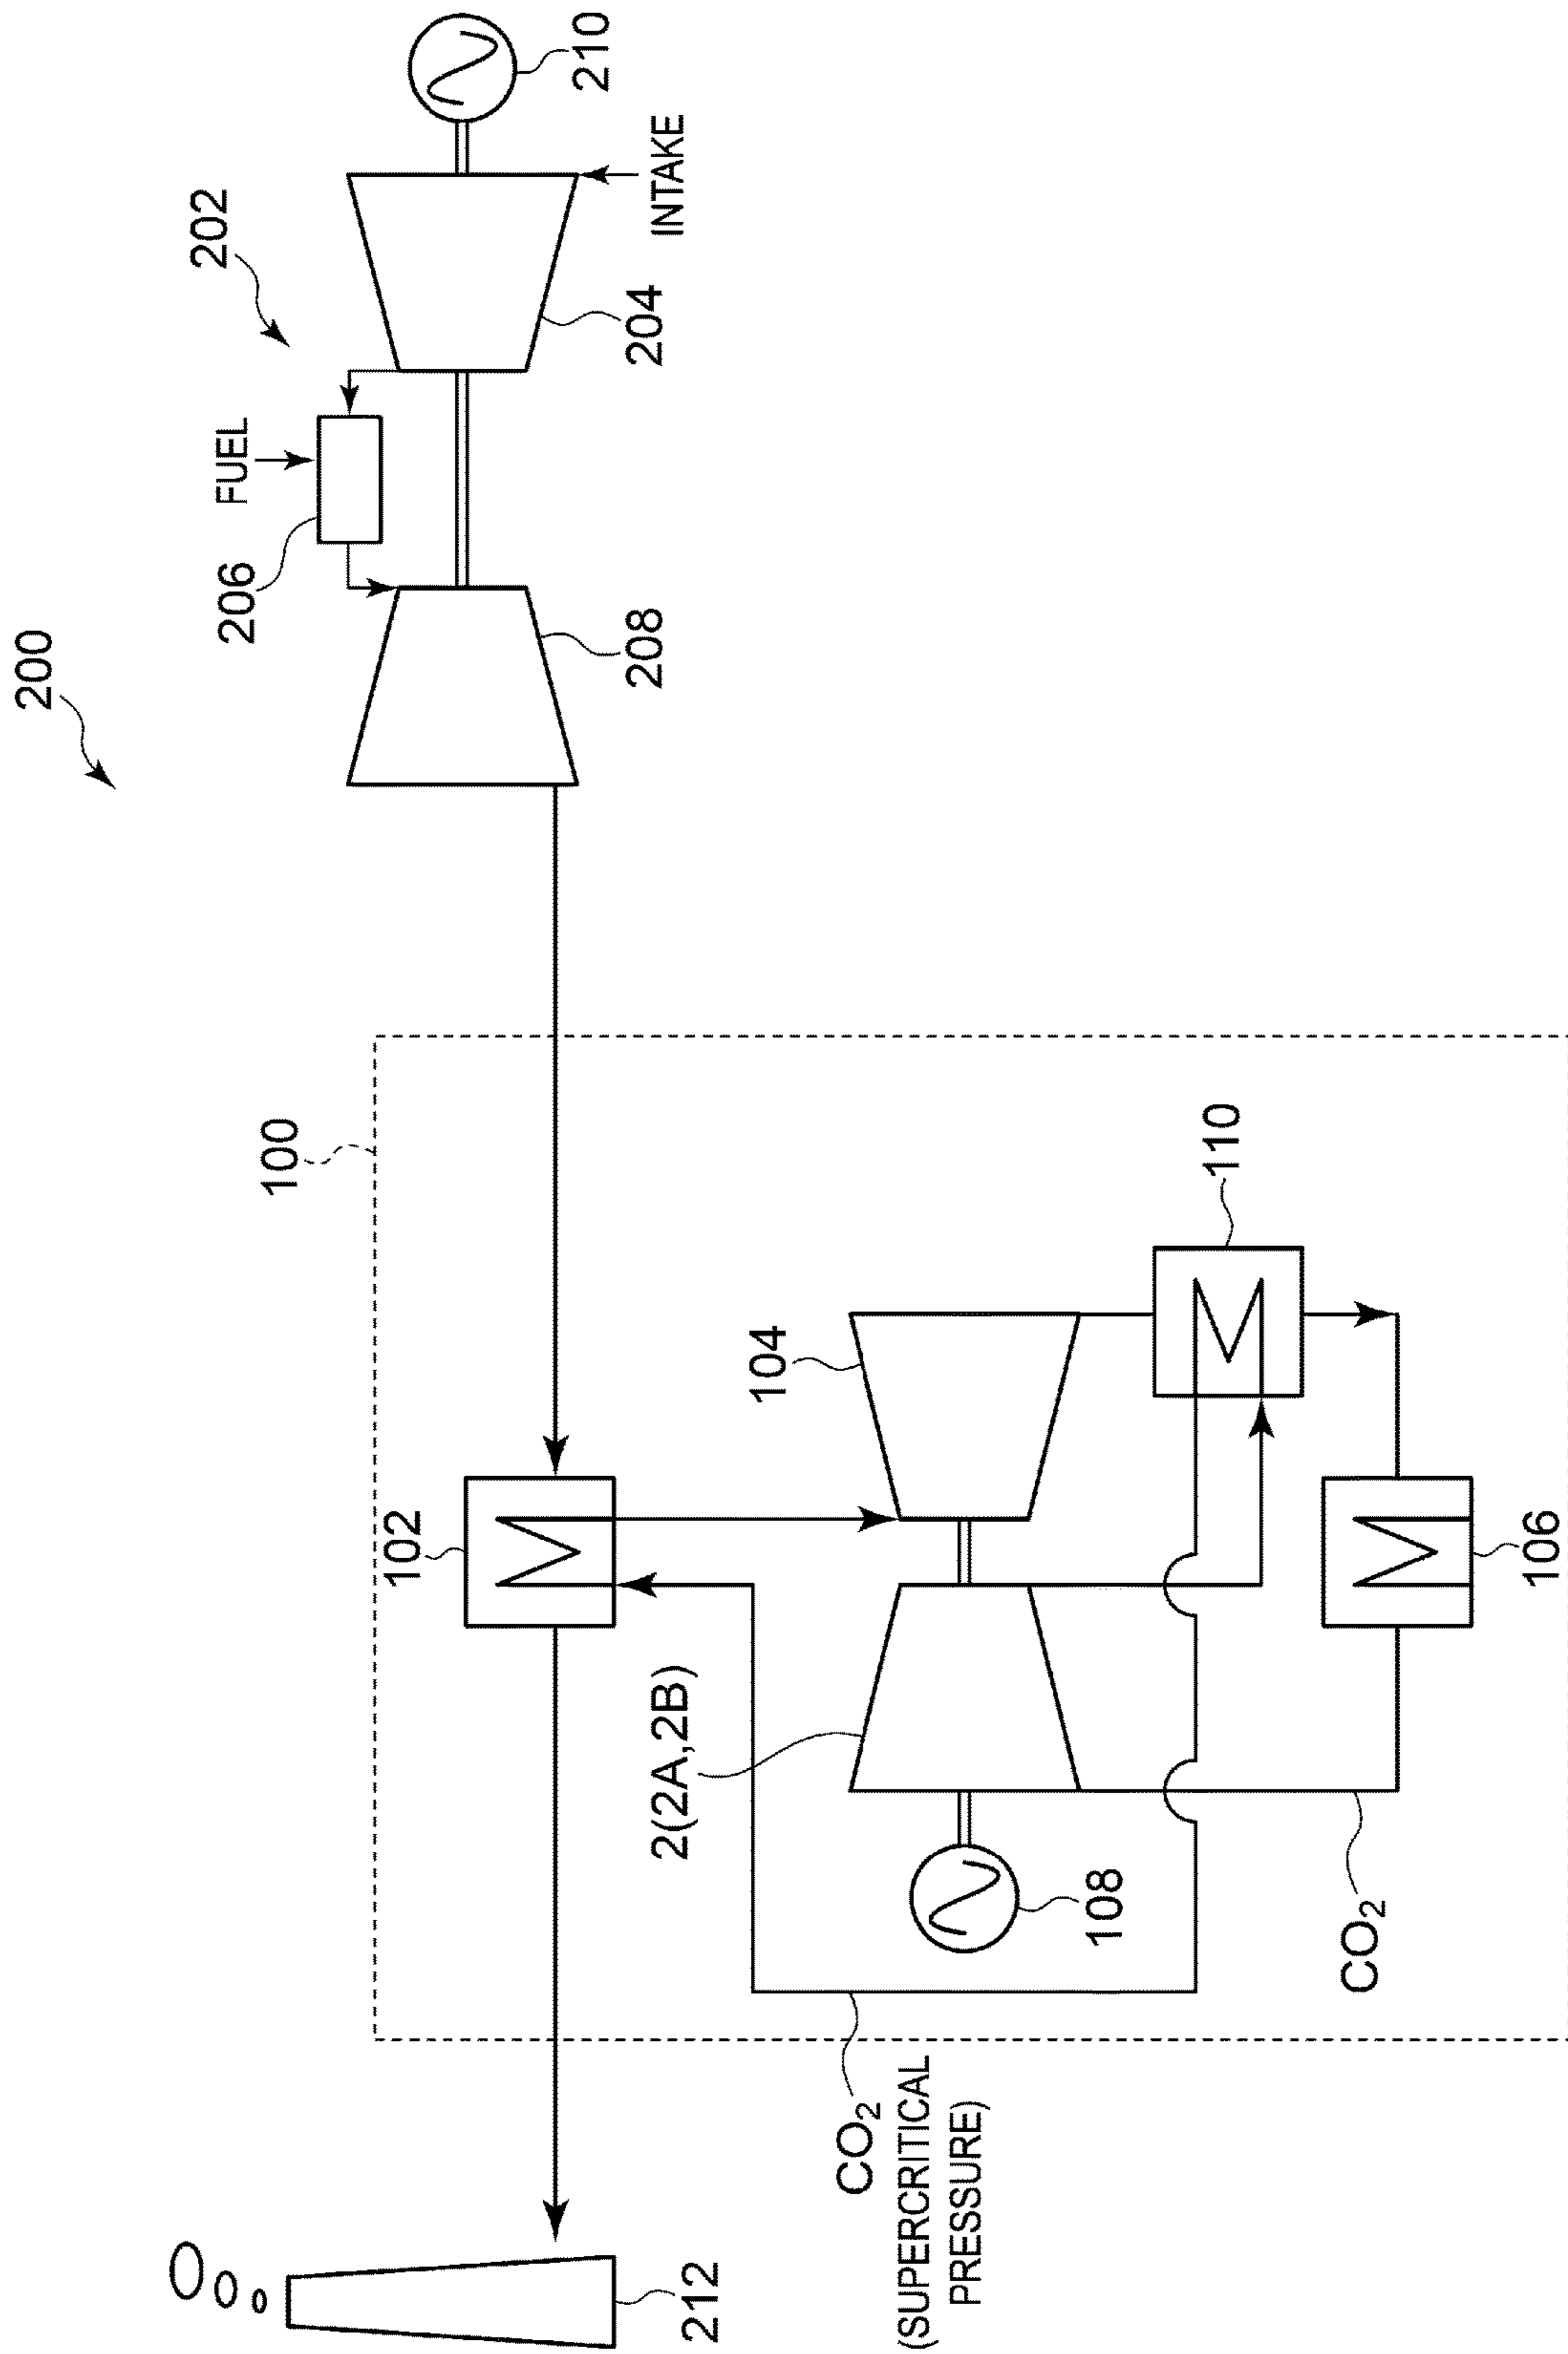 200
202
FUEL
206
100
102
210
208
204
INTAKE
2(2A,2B)
212
104
CO₂
(SUPERCRITICAL
PRESSURE)
108
110
CO₂
106